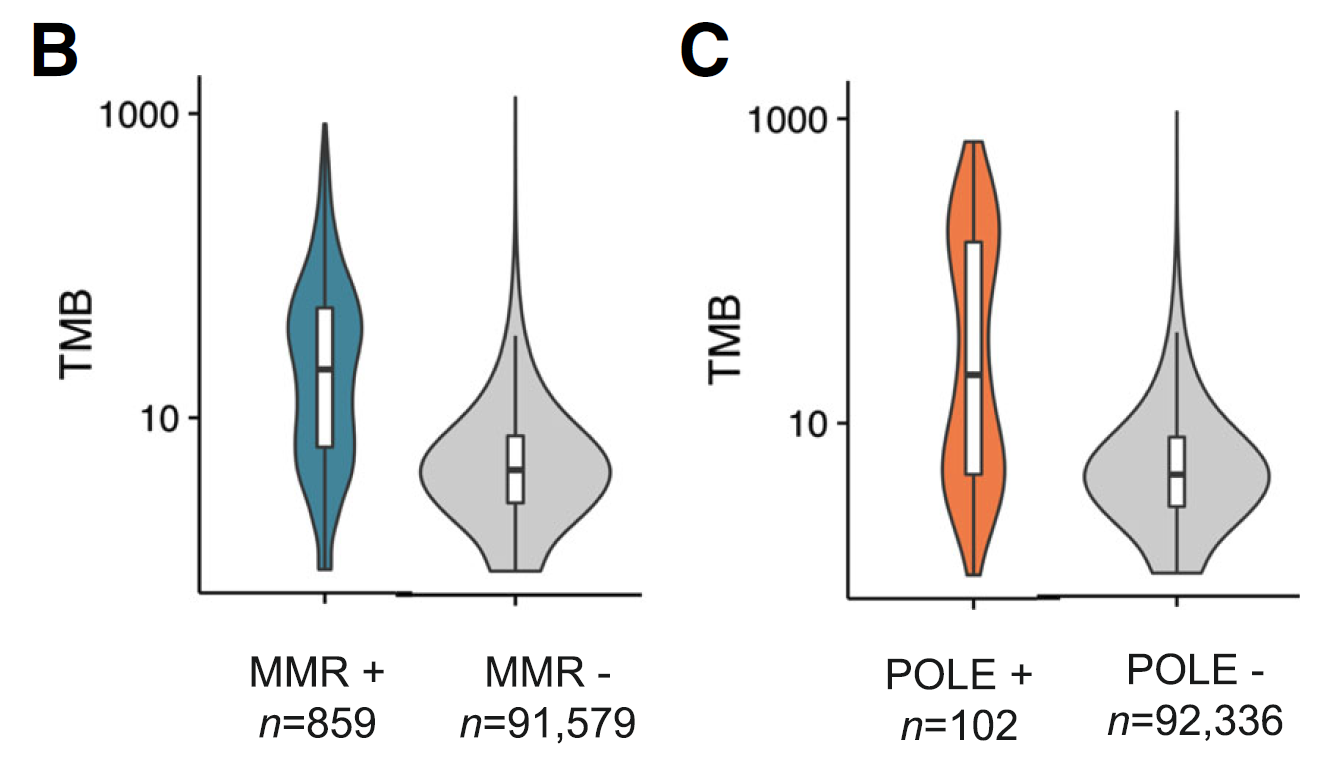 B
1000
10
TMB
MMR +
n=859
MMR -
n=91,579
C
1000
10
TMB
POLE +
n=102
POLE -
n=92,336